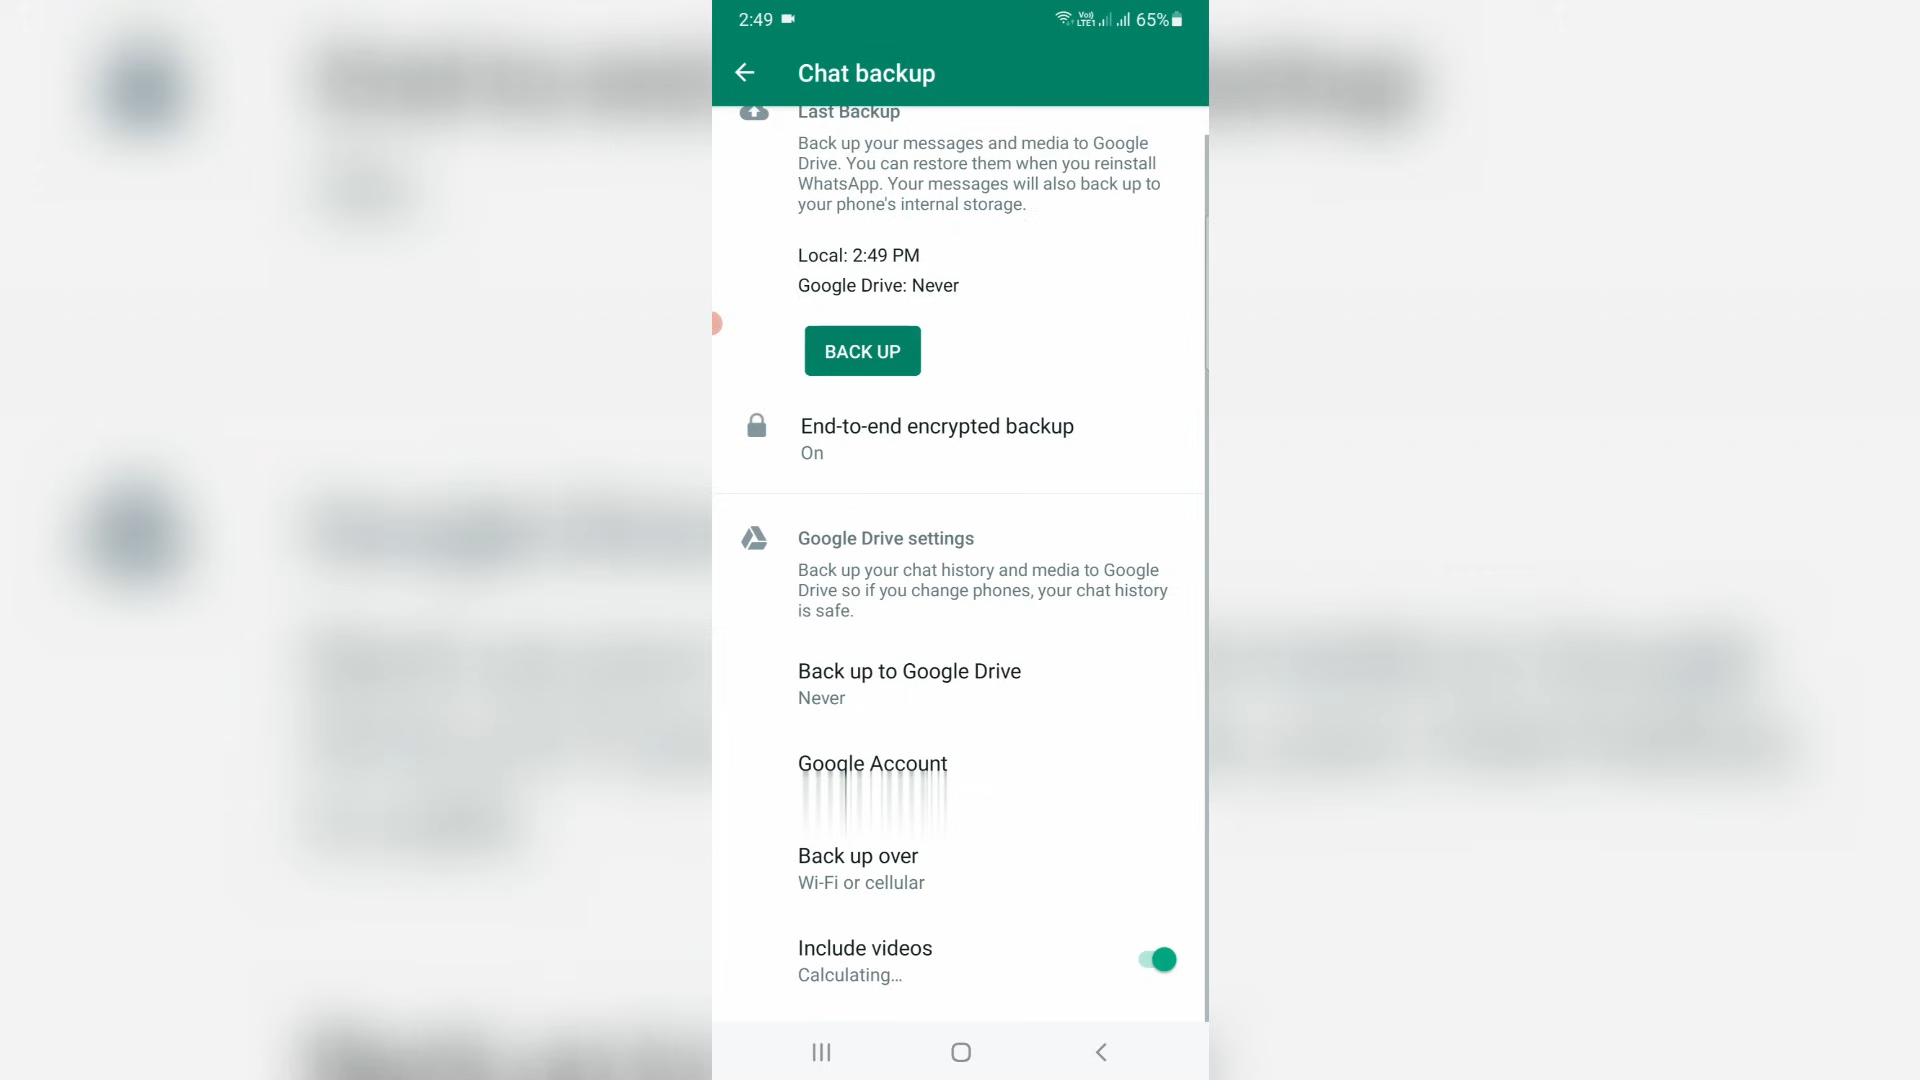 2:49
Vo)) LTE1
65%
Chat backup
Last Backup
Back up your messages and media to Google
Drive. You can restore them when you reinstall
WhatsApp. Your messages will also back up to
your phone's internal storage.
Local: 2:49 PM
Google Drive: Never
BACK UP
End-to-end encrypted backup
On
Google Drive settings
Back up your chat history and media to Google
Drive so if you change phones, your chat history
is safe.
Back up to Google Drive
Never
Google Account
Back up over
Wi-Fi or cellular
Include videos
Calculating...